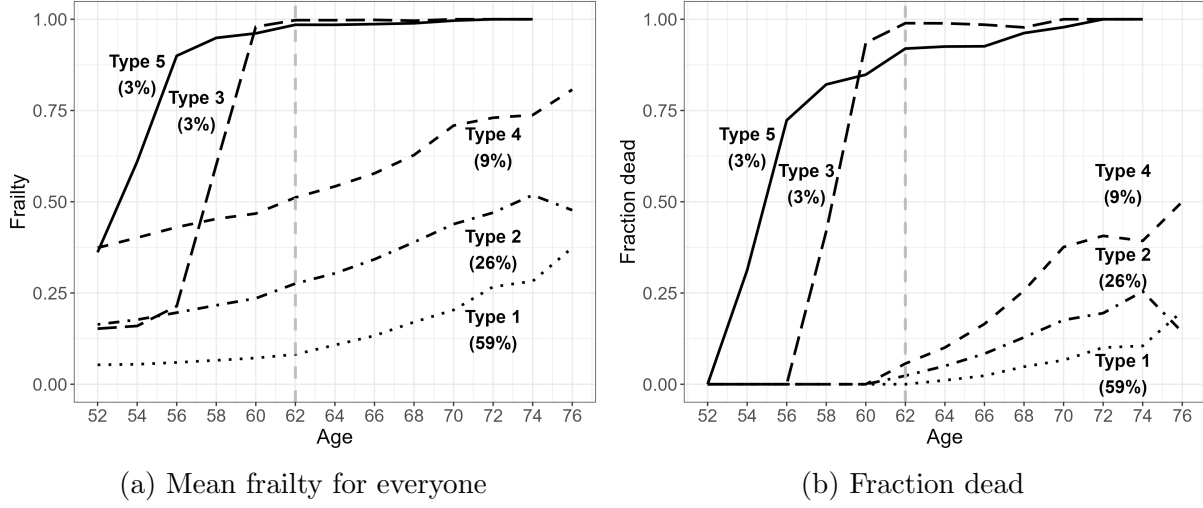 1.00
0.75
0.50
0.25
0.00
Frailty
Type 5
(3%)
Type 3
(3%)
Type 4
(9%)
Type 2
(26%)
Type 1
(59%)
52 54 56 58 60 62 64 66 68 70 72 74 76
Age
(a) Mean frailty for everyone
1.00
0.75
0.50
0.25
0.00
Fraction dead
Type 5
(3%)
Type 3
(3%)
Type 4
(9%)
Type 2
(26%)
Type 1
(59%)
52 54 56 58 60 62 64 66 68 70 72 74 76
Age
(b) Fraction dead